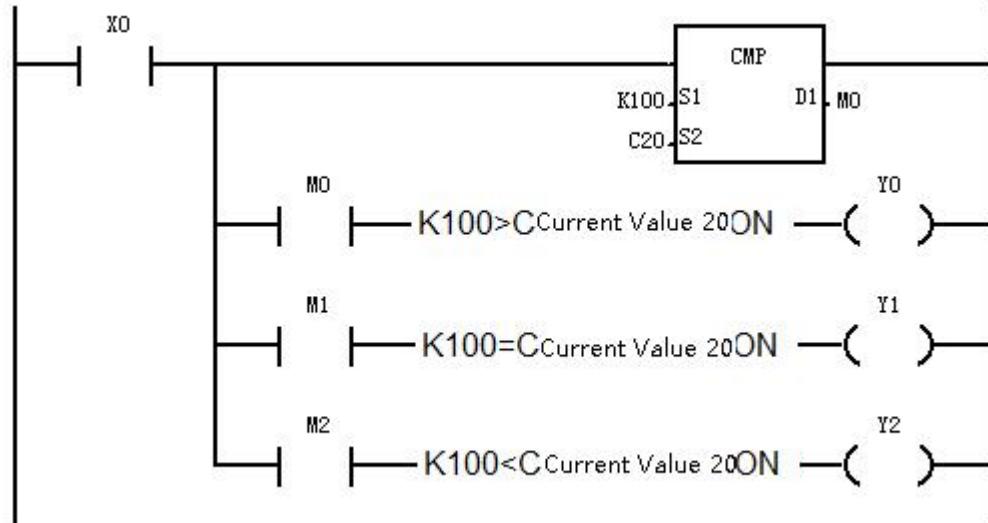 X0
CMP
K100 S1 D1 M0
C20 S2
M0 Y0
K100>CCurrent Value 20ON
M1 Y1
K100=CCurrent Value 20ON
M2 Y2
K100<CCurrent Value 20ON